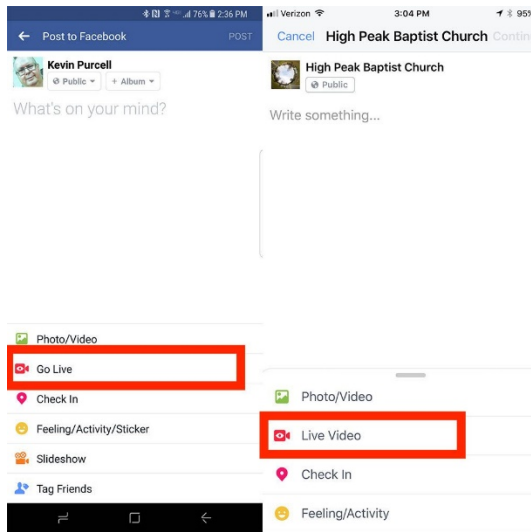 76% 2:36 PM
Post to Facebook POST
Kevin Purcell
Public + Album
What's on your mind?
Photo/Video
Go Live
Check In
Feeling/Activity/Sticker
Slideshow
Tag Friends
Verizon 3:04 PM 95%
Cancel High Peak Baptist Church Contin
High Peak Baptist Church
Public
Write something...
Photo/Video
Live Video
Check In
Feeling/Activity